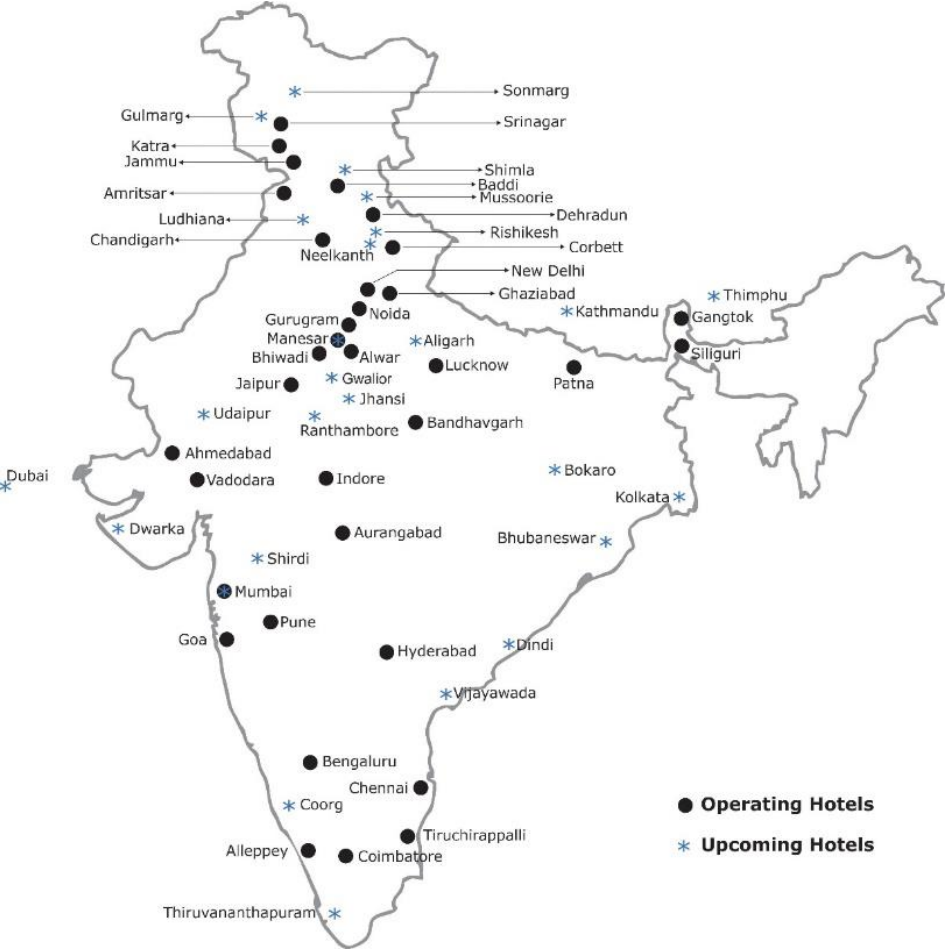 Sonmarg
Gulmarg
Srinagar
Katra
Jammu
Shimla
Baddi
Amritsar
Mussoorie
Dehradun
Ludhiana
Rishikesh
Chandigarh
Corbett
Neelkanth
New Delhi
Ghaziabad
Thimphu
Noida
Kathmandu
Gangtok
Gurugram
Manesar
Aligarh
Bhiwadi
Alwar
Siliguri
Lucknow
Gwalior
Jaipur
Patna
Jhansi
Udaipur
Bandhavgarh
Ranthambore
Ahmedabad
Bokaro
Dubai
Vadodara
Indore
Kolkata
Dwarka
Aurangabad
Bhubaneswar
Shirdi
Mumbai
Pune
Goa
Dindi
Hyderabad
Vijayawada
Bengaluru
Chennai
Coorg
Operating Hotels
Tiruchirappalli
Upcoming Hotels
Alleppey
Coimbatore
Thiruvananthapuram